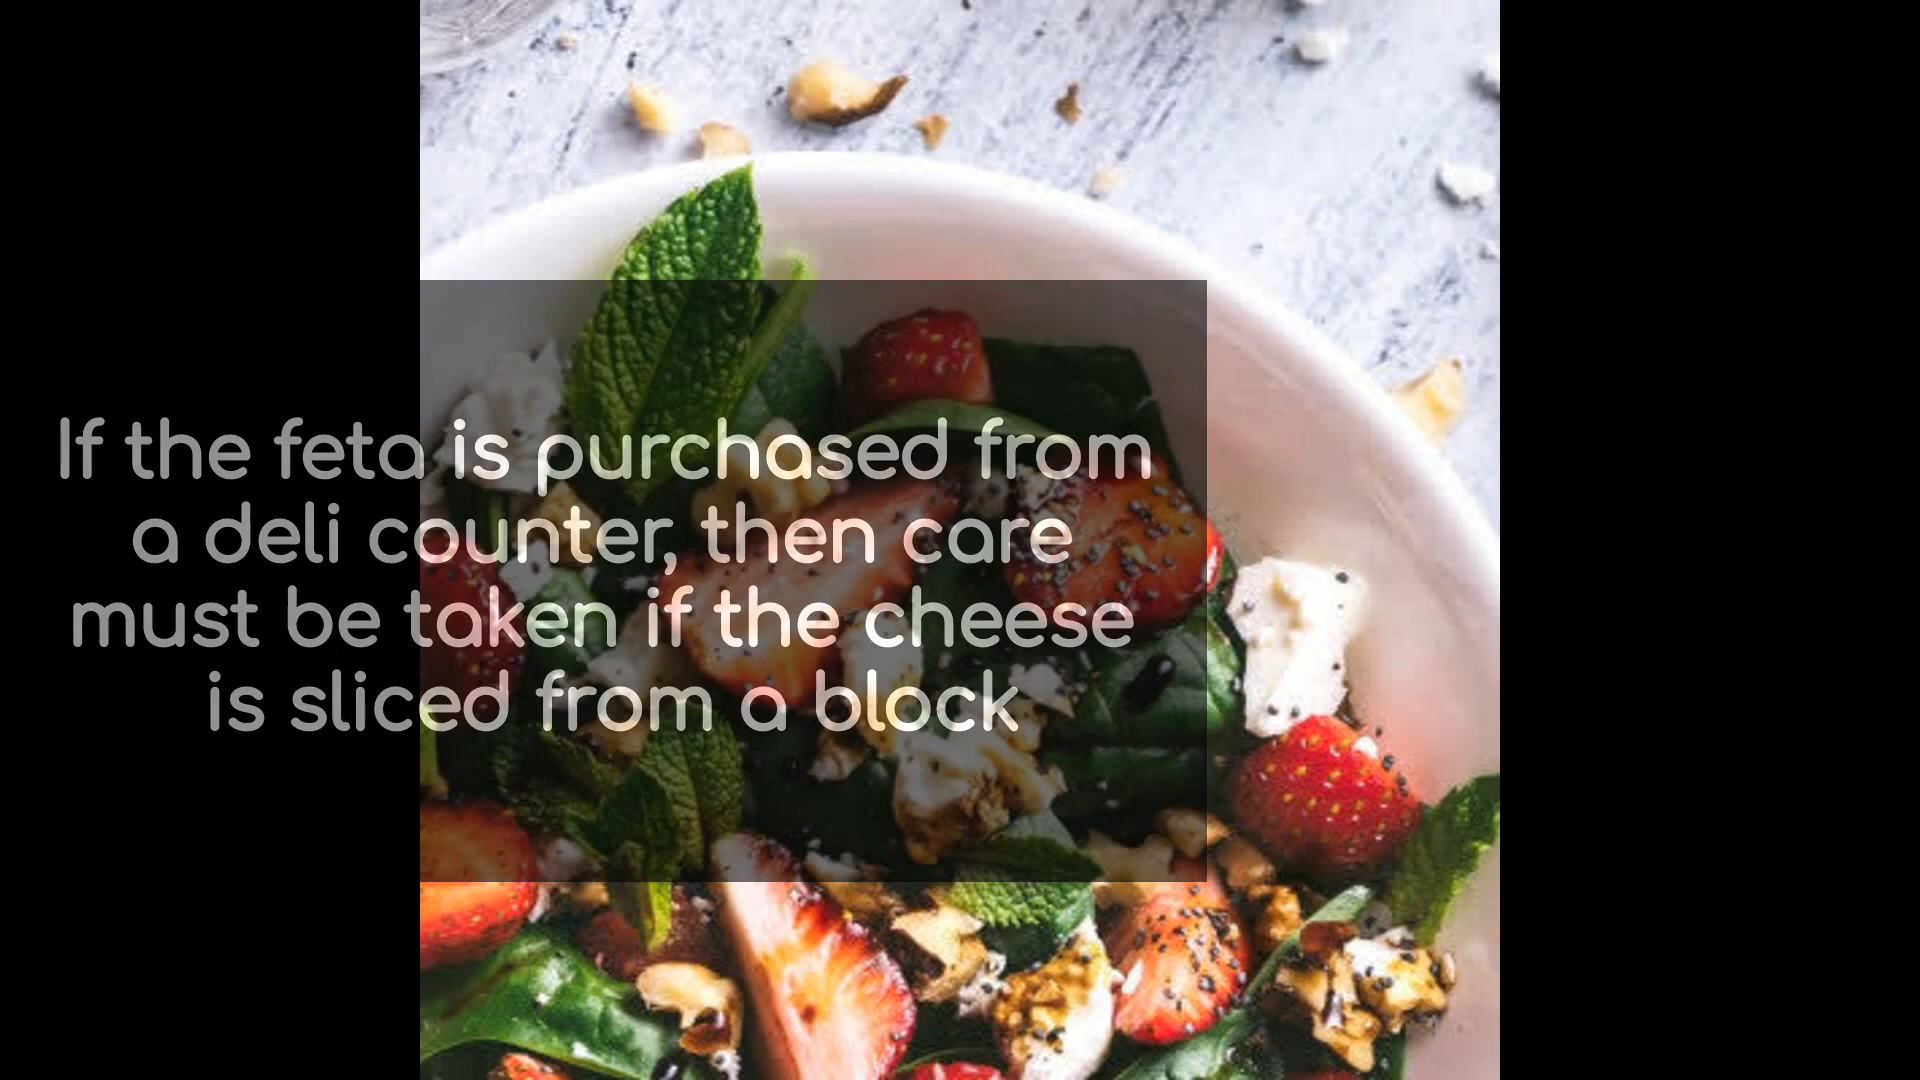 If the feta is purchased from
a deli counter, then care
must be taken if the cheese
is sliced from a block